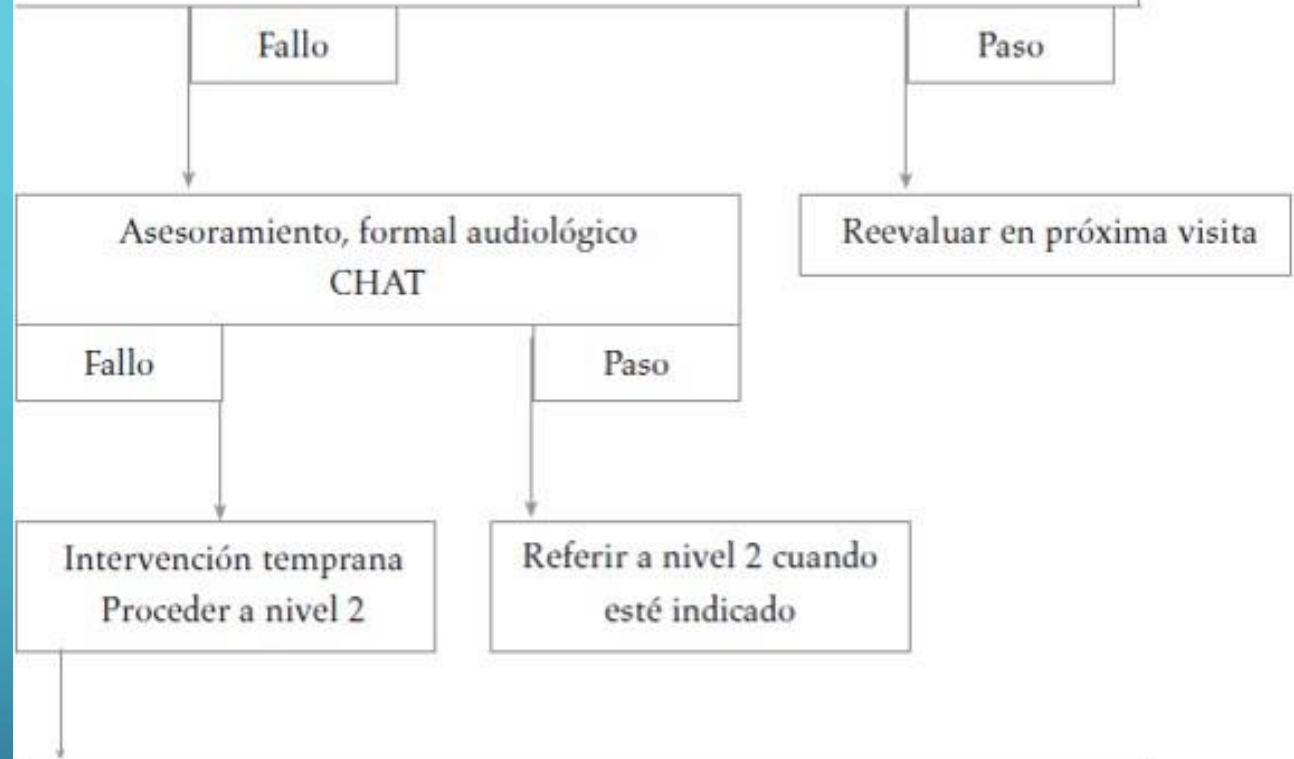 Fallo
Paso
Asesoramiento, formal audiológico
CHAT
Reevaluar en próxima visita
Fallo
Paso
Intervención temprana
Proceder a nivel 2
Referir a nivel 2 cuando
esté indicado